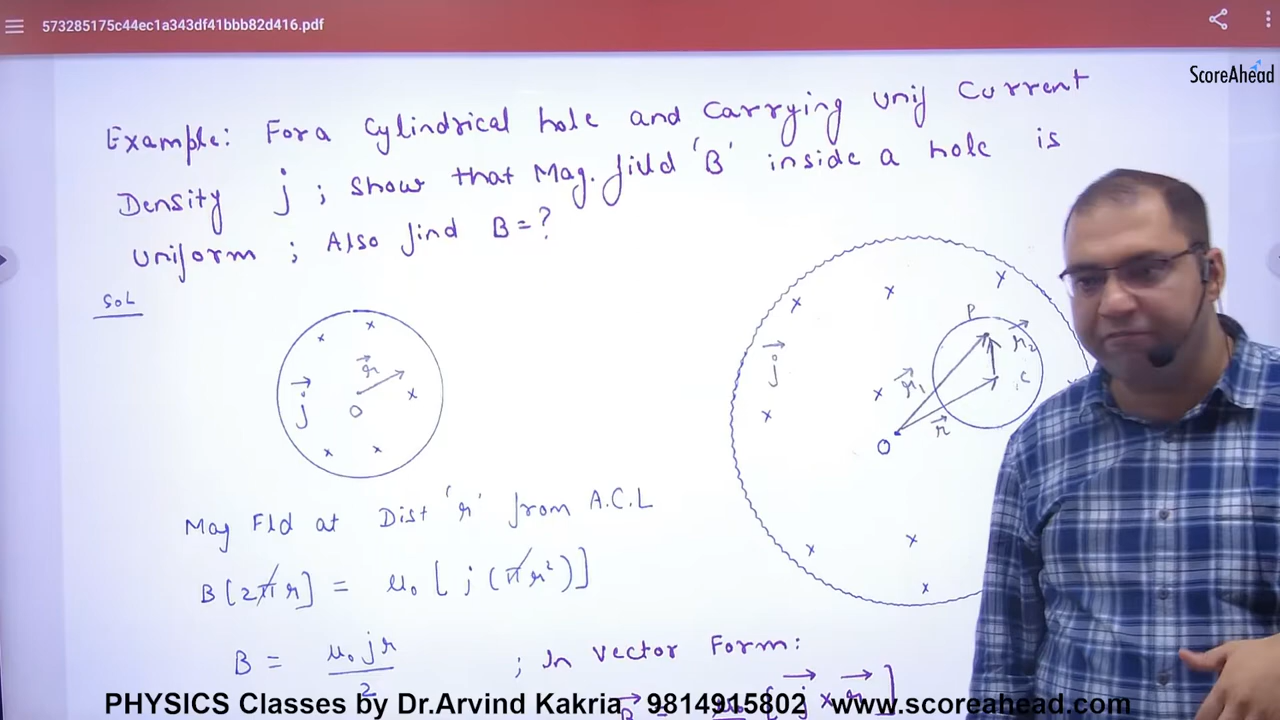 573285175c44ec1a343df41bbb82d416.pdf
ScoreAhead
Example: For a Cylindrical hole and Carrying Unif Current
Density j ; Show that Mag. field 'B' inside a hole is
Uniform ; Also find B=?
Sol
j
r
O
j
P
r₁
r₂
C
r
O
Mag Fld at Dist 'r' from A.C.L
B[2πr] = μ₀[j(πr²)]
B = μ₀jr/2 ; In Vector Form:
[j×r]
PHYSICS Classes by Dr.Arvind Kakria 9814915802 www.scoreahead.com